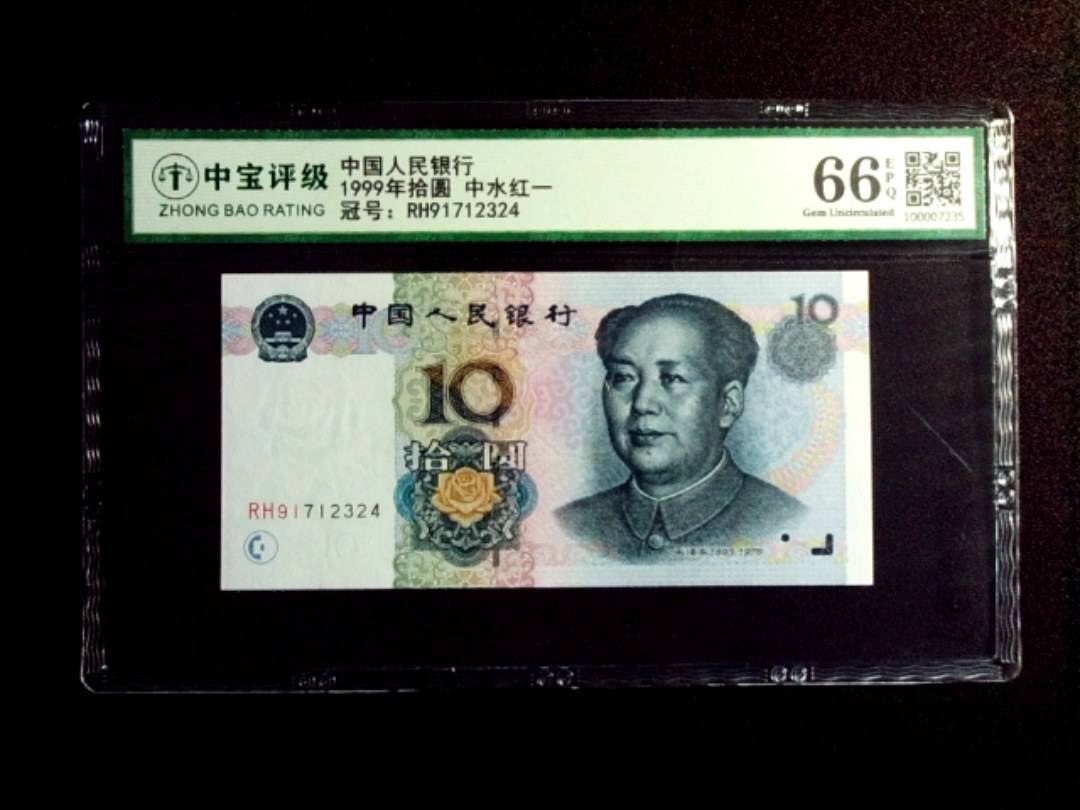 中宝评级
ZHONG BAO RATING
中国人民银行
1999年拾圆 中水红一
冠号：RH91712324
66
EPQ
Gem Uncirculated
100007235
中国人民银行
10
10
拾圆
RH91712324
10